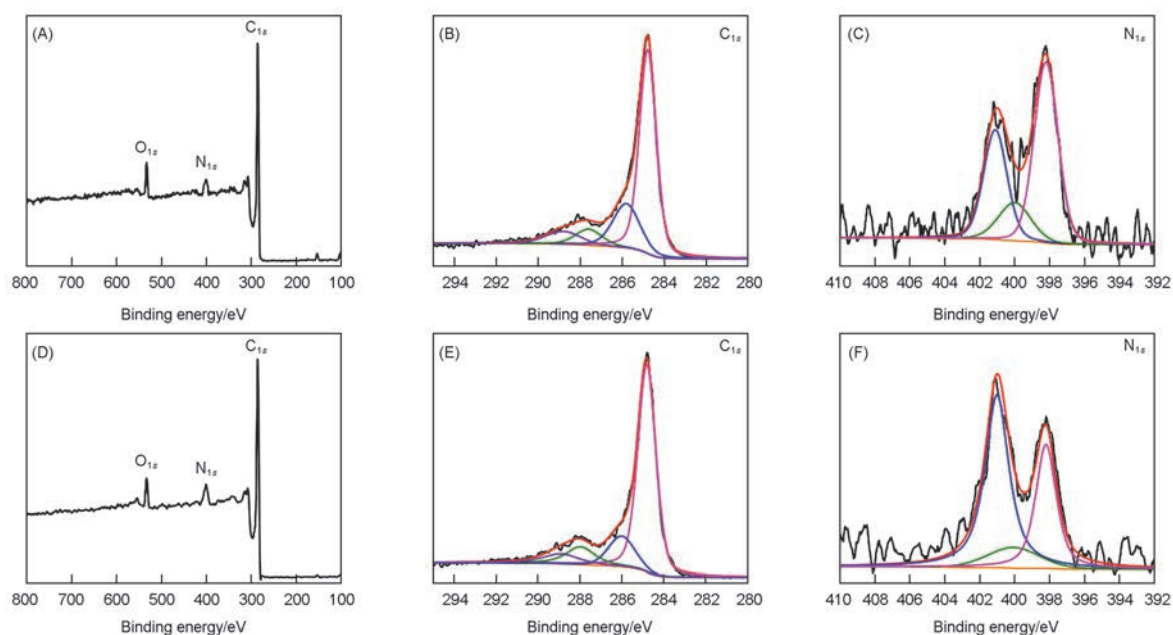 (A) C1s
O1s N1s
800 700 600 500 400 300 200 100
Binding energy/eV
(B) C1s
294 292 290 288 286 284 282 280
Binding energy/eV
(C) N1s
410 408 406 404 402 400 398 396 394 392
Binding energy/eV
(D) C1s
O1s N1s
800 700 600 500 400 300 200 100
Binding energy/eV
(E) C1s
294 292 290 288 286 284 282 280
Binding energy/eV
(F) N1s
410 408 406 404 402 400 398 396 394 392
Binding energy/eV